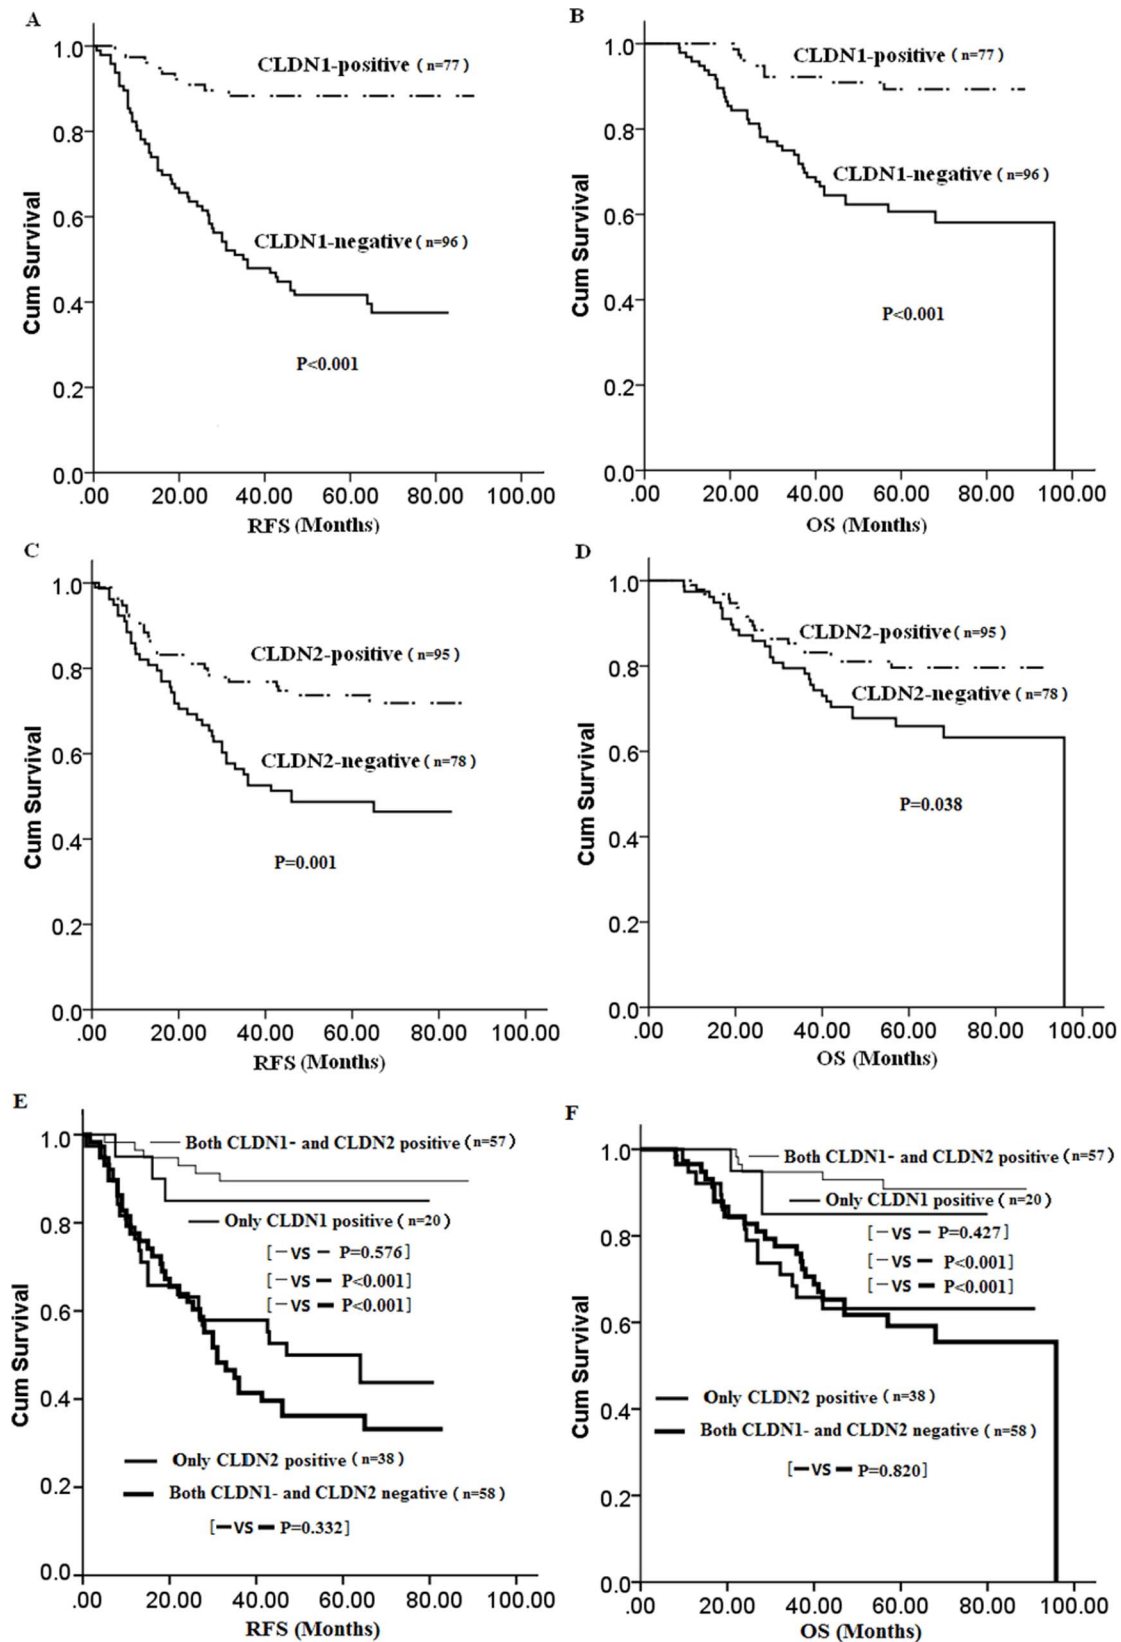 A
1.0
0.8
0.6
0.4
0.2
0.0
Cum Survival
CLDN1-positive (n=77)
CLDN1-negative (n=96)
P<0.001
.00 20.00 40.00 60.00 80.00 100.00
RFS (Months)
B
1.0
0.8
0.6
0.4
0.2
0.0
Cum Survival
CLDN1-positive (n=77)
CLDN1-negative (n=96)
P<0.001
.00 20.00 40.00 60.00 80.00 100.00
OS (Months)
C
1.0
0.8
0.6
0.4
0.2
0.0
Cum Survival
CLDN2-positive (n=95)
CLDN2-negative (n=78)
P=0.001
.00 20.00 40.00 60.00 80.00 100.00
RFS (Months)
D
1.0
0.8
0.6
0.4
0.2
0.0
Cum Survival
CLDN2-positive (n=95)
CLDN2-negative (n=78)
P=0.038
.00 20.00 40.00 60.00 80.00 100.00
OS (Months)
E
1.0
0.8
0.6
0.4
0.2
0.0
Cum Survival
Both CLDN1- and CLDN2 positive (n=57)
Only CLDN1 positive (n=20)
[— VS — P=0.576]
[— VS — P<0.001]
[— VS — P<0.001]
Only CLDN2 positive (n=38)
Both CLDN1- and CLDN2 negative (n=58)
[— VS — P=0.332]
.00 20.00 40.00 60.00 80.00 100.00
RFS (Months)
F
1.0
0.8
0.6
0.4
0.2
0.0
Cum Survival
Both CLDN1- and CLDN2 positive (n=57)
Only CLDN1 positive (n=20)
[— VS — P=0.427]
[— VS — P<0.001]
[— VS — P<0.001]
Only CLDN2 positive (n=38)
Both CLDN1- and CLDN2 negative (n=58)
[— VS — P=0.820]
.00 20.00 40.00 60.00 80.00 100.00
OS (Months)